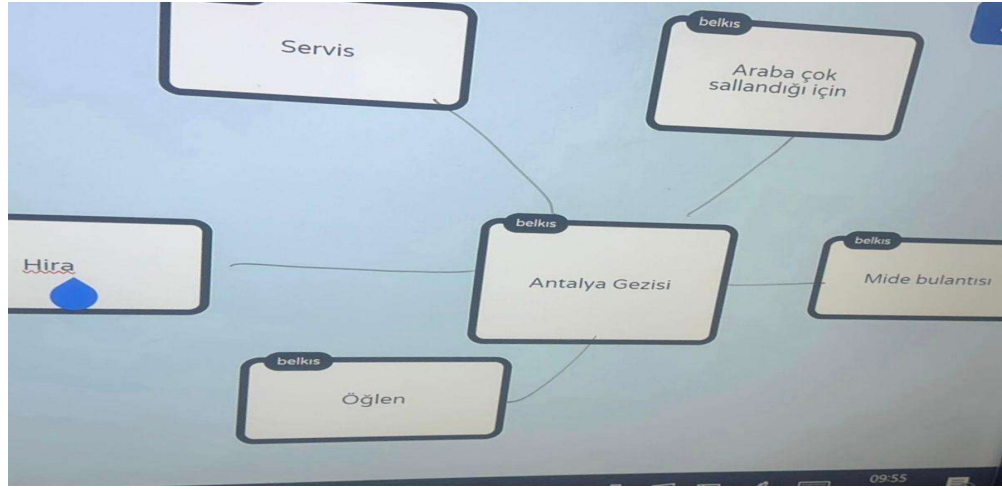 Servis
belkıs
Araba çok
sallandığı için
Hira
belkıs
Antalya Gezisi
belkıs
Mide bulantısı
belkıs
Öğlen
09:55